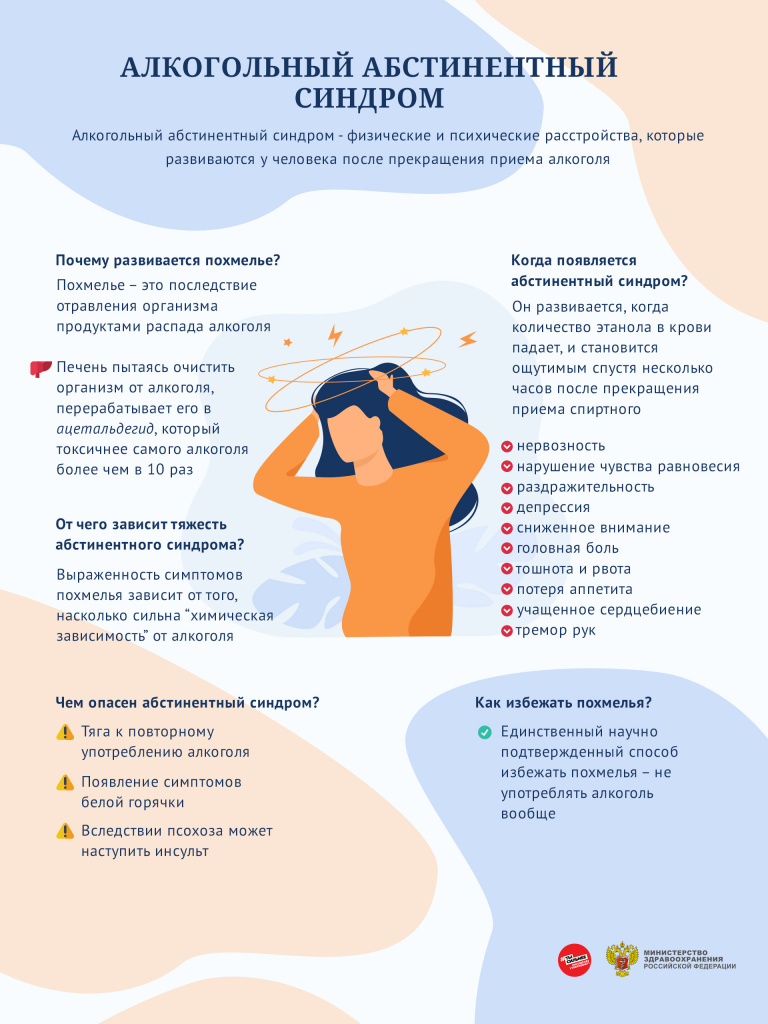 АЛКОГОЛЬНЫЙ АБСТИНЕНТНЫЙ
СИНДРОМ
Алкогольный абстинентный синдром - физические и психические расстройства, которые
развиваются у человека после прекращения приема алкоголя
Почему развивается похмелье?
Похмелье – это последствие
отравления организма
продуктами распада алкоголя
Печень пытаясь очистить
организм от алкоголя,
перерабатывает его в
ацетальдегид, который
токсичнее самого алкоголя
более чем в 10 раз
От чего зависит тяжесть
абстинентного синдрома?
Выраженность симптомов
похмелья зависит от того,
насколько сильна “химическая
зависимость” от алкоголя
Когда появляется
абстинентный синдром?
Он развивается, когда
количество этанола в крови
падает, и становится
ощутимым спустя несколько
часов после прекращения
приема спиртного
нервозность
нарушение чувства равновесия
раздражительность
депрессия
сниженное внимание
головная боль
тошнота и рвота
потеря аппетита
учащенное сердцебиение
тремор рук
Чем опасен абстинентный синдром?
Тяга к повторному
употреблению алкоголя
Появление симптомов
белой горячки
Вследствии псохоза может
наступить инсульт
Как избежать похмелья?
Единственный научно
подтвержденный способ
избежать похмелья – не
употреблять алкоголь
вообще
ТЫ
СИЛЬНЕЕ
МИНИСТЕРСТВО
ЗДРАВООХРАНЕНИЯ
РОССИЙСКОЙ ФЕДЕРАЦИИ